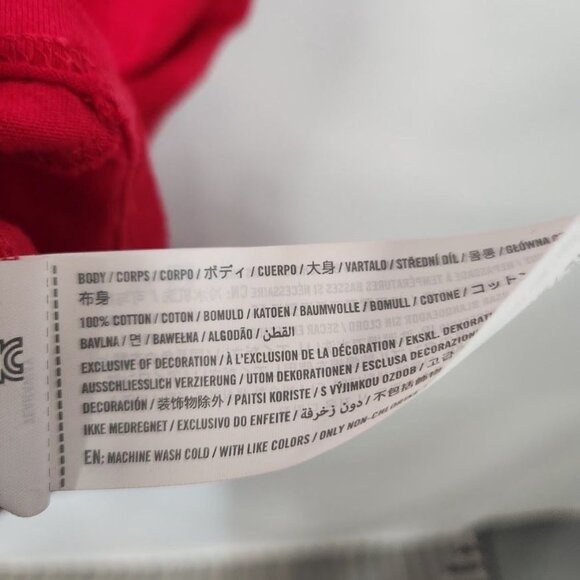 BODY / CORPS / CORPO / ボディ / CUERPO / 大身 / VARTALO / STŘEDNÍ DÍL / 몸통 / GŁÓWNA
布身
100% COTTON / COTON / BOMULD / KATOEN / BAUMWOLLE / BOMULL / COTONE / コットン
BAVLNA / 면 / BAWEŁNA / ALGODÃO / القطن
EXCLUSIVE OF DECORATION / À L'EXCLUSION DE LA DÉCORATION / EKSKL. DEKORATION
AUSSCHLIESSLICH VERZIERUNG / UTOM DEKORATIONEN / ESCLUSA DECORAZION
DECORACIÓN / 装饰物除外 / PAITSI KORISTE / S VÝJIMKOU OZDOB /
IKKE MEDREGNET / EXCLUSIVO DO ENFEITE / دون زخرفة / 不包括飾物
EN: MACHINE WASH COLD / WITH LIKE COLORS / ONLY NON-CHLORINE